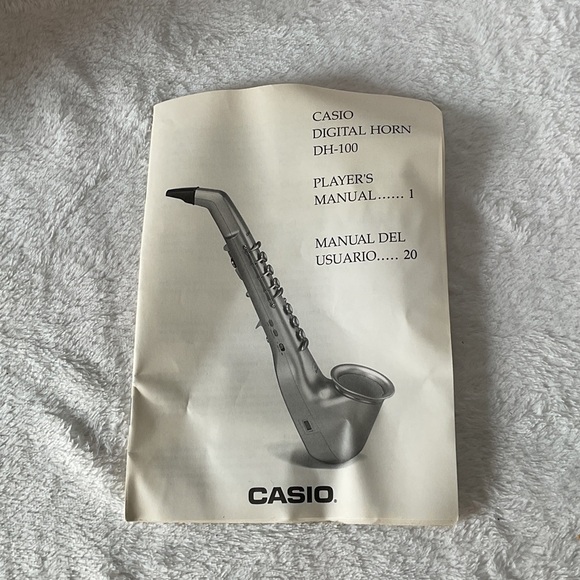 CASIO
DIGITAL HORN
DH-100
PLAYER'S
MANUAL...... 1
MANUAL DEL
USUARIO..... 20
CASIO®